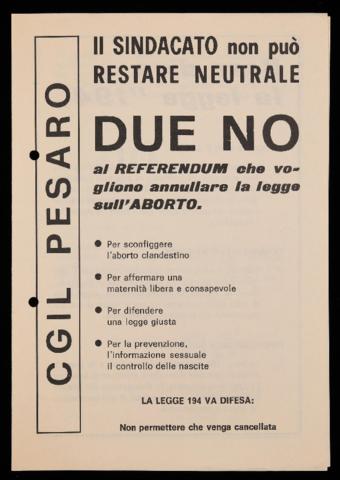 CGIL PESARO
Il SINDACATO non può
RESTARE NEUTRALE
DUE NO
al REFERENDUM che vo-
gliono annullare la legge
sull'ABORTO.
● Per sconfiggere
l'aborto clandestino
● Per affermare una
maternità libera e consapevole
● Per difendere
una legge giusta
● Per la prevenzione,
l'informazione sessuale
il controllo delle nascite
LA LEGGE 194 VA DIFESA:
Non permettere che venga cancellata